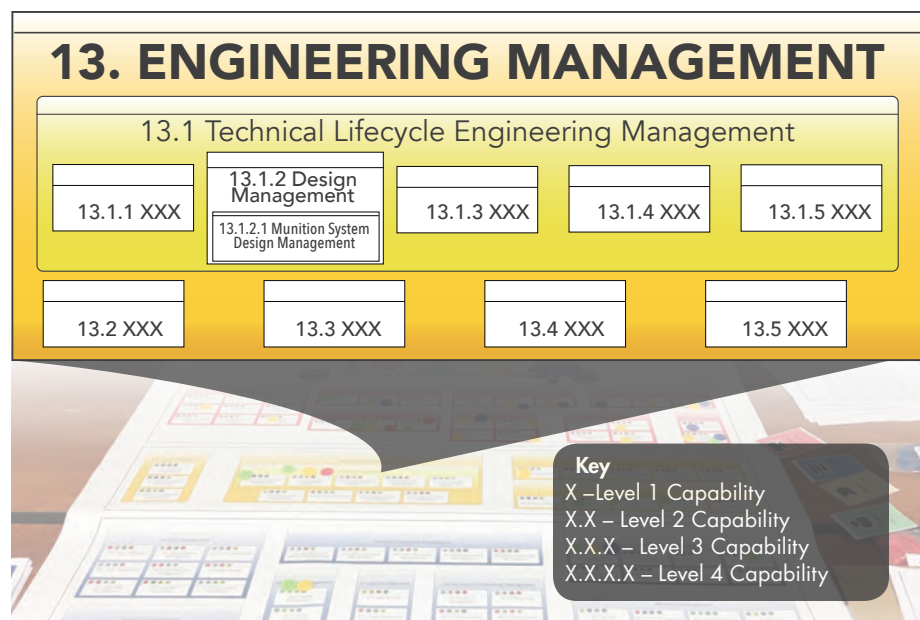 13. ENGINEERING MANAGEMENT
13.1 Technical Lifecycle Engineering Management
13.1.1 XXX
13.1.2 Design
Management
13.1.2.1 Munition System
Design Management
13.1.3 XXX
13.1.4 XXX
13.1.5 XXX
13.2 XXX
13.3 XXX
13.4 XXX
13.5 XXX
Key
X –Level 1 Capability
X.X – Level 2 Capability
X.X.X – Level 3 Capability
X.X.X.X – Level 4 Capability